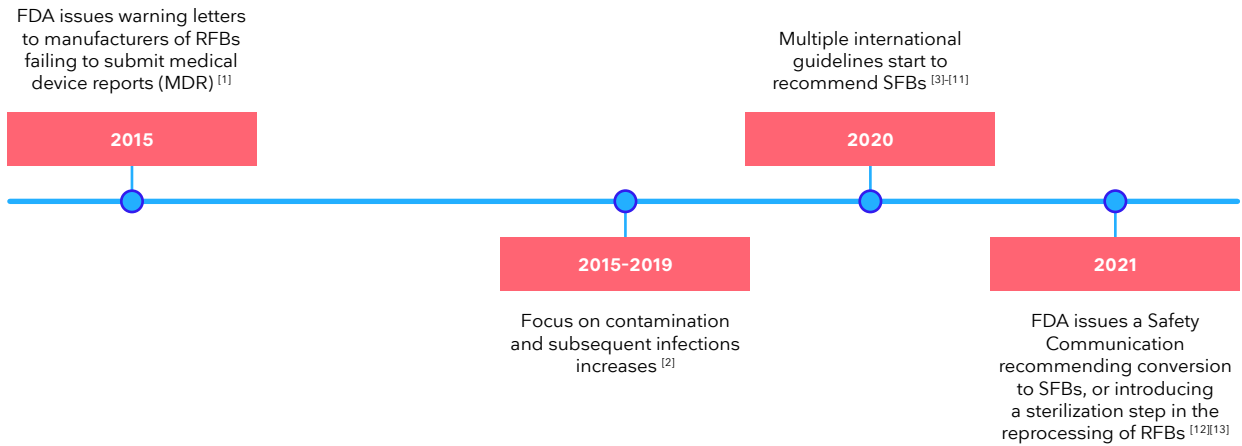 FDA issues warning letters
to manufacturers of RFBs
failing to submit medical
device reports (MDR) [1]
2015
2015-2019
Focus on contamination
and subsequent infections
increases [2]
Multiple international
guidelines start to
recommend SFBs [3]-[11]
2020
2021
FDA issues a Safety
Communication
recommending conversion
to SFBs, or introducing
a sterilization step in the
reprocessing of RFBs [12][13]